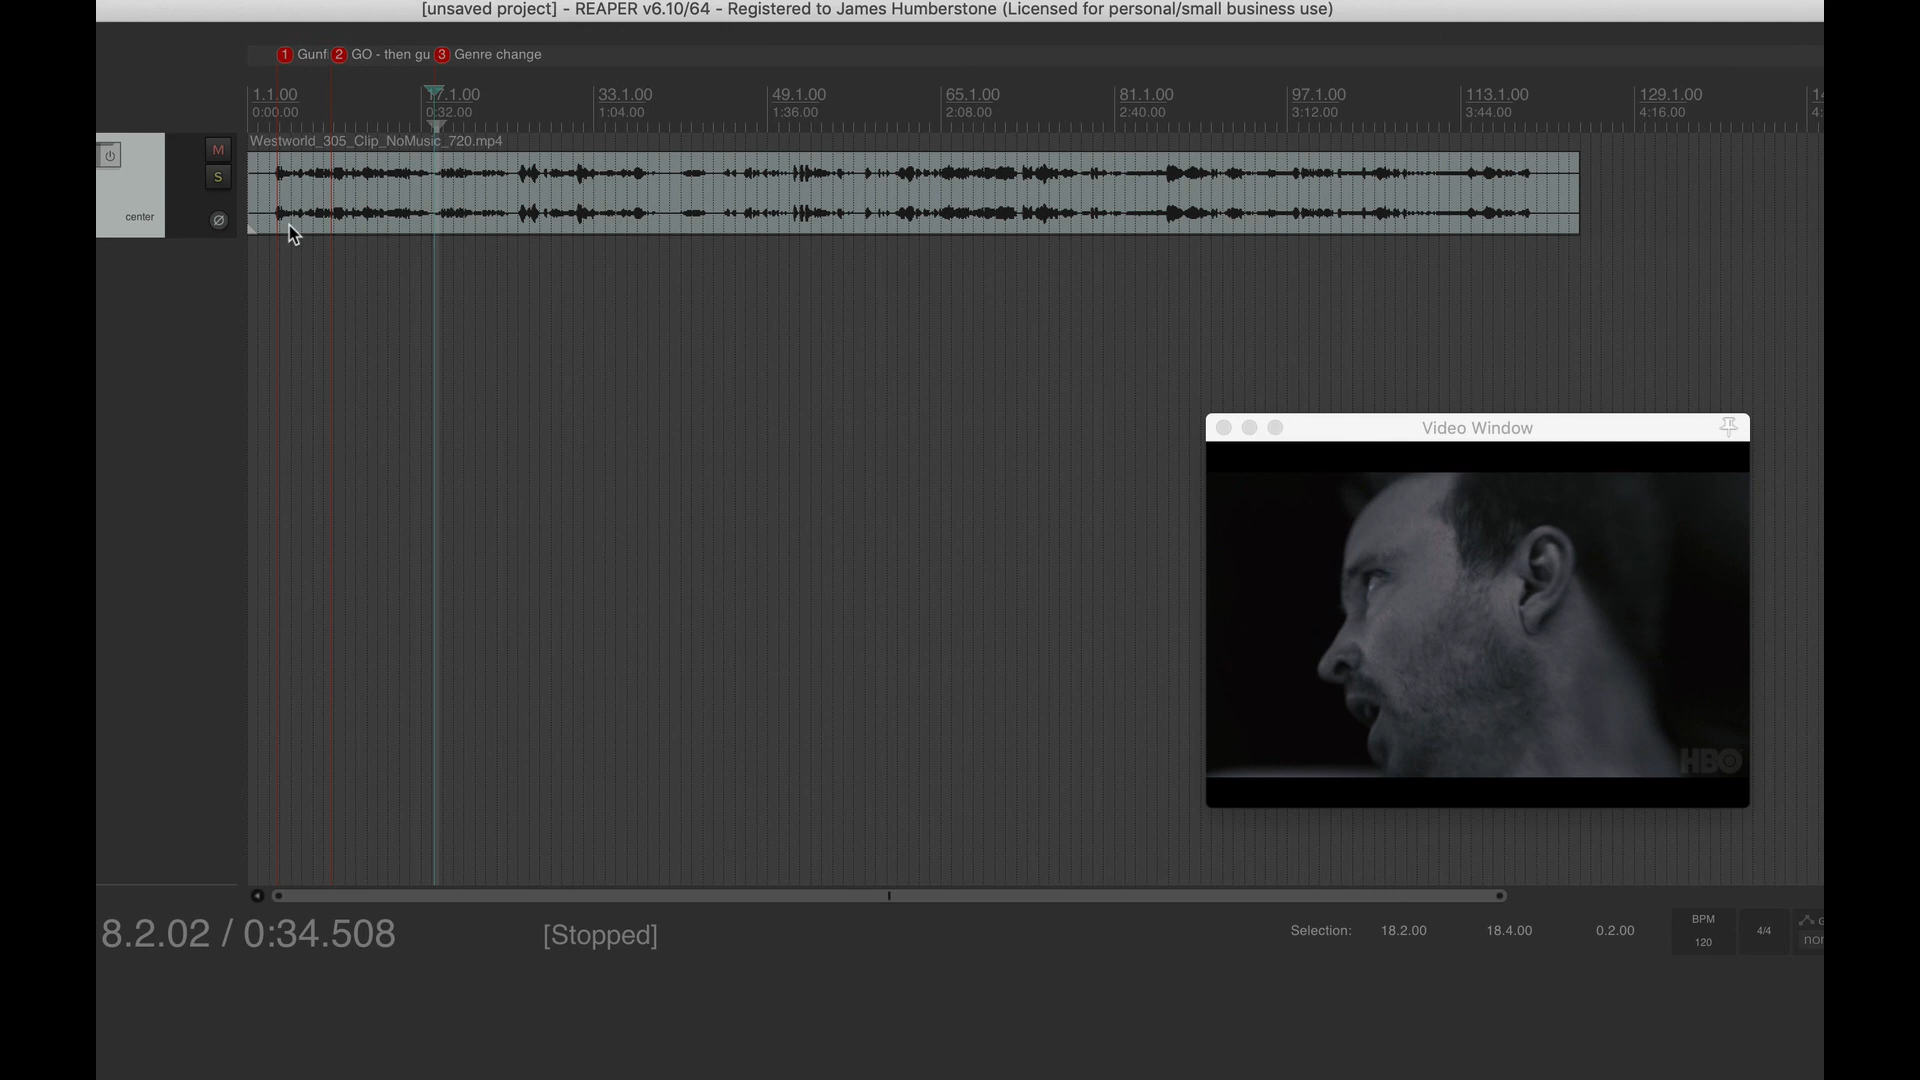 [unsaved project] - REAPER v6.10/64 - Registered to James Humberstone (Licensed for personal/small business use)
1 Gunf 2 GO - then gu 3 Genre change
1.1.00 17.1.00 33.1.00 49.1.00 65.1.00 81.1.00 97.1.00 113.1.00 129.1.00 14
0:00.00 0:32.00 1:04.00 1:36.00 2:08.00 2:40.00 3:12.00 3:44.00 4:16.00 4:
Westworld_305_Clip_NoMusic_720.mp4
M
S
center
Video Window
HBO
8.2.02 / 0:34.508
[Stopped]
Selection: 18.2.00 18.4.00 0.2.00
BPM
120
4/4
G
nor